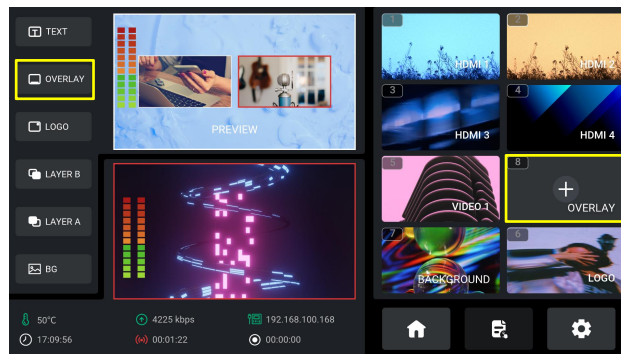 TEXT
OVERLAY
LOGO
LAYER B
LAYER A
BG
PREVIEW
1
HDMI 1
2
HDMI 2
3
HDMI 3
4
HDMI 4
5
VIDEO 1
8
OVERLAY
7
BACKGROUND
6
LOGO
50°C
4225 kbps
192.168.100.168
17:09:56
00:01:22
00:00:00